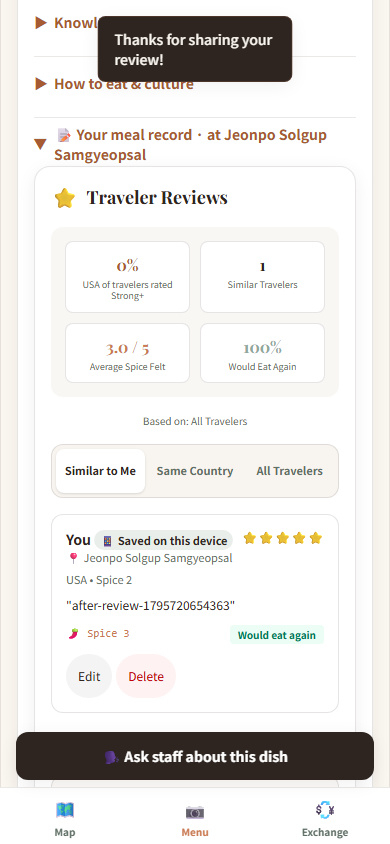 Thanks for sharing your
review!
How to eat & culture
Your meal record · at Jeonpo Solgup
Samgyeopsal
Traveler Reviews
0%
USA of travelers rated
Strong+
1
Similar Travelers
3.0 / 5
Average Spice Felt
100%
Would Eat Again
Based on: All Travelers
Similar to Me
Same Country
All Travelers
You
Saved on this device
Jeonpo Solgup Samgyeopsal
USA • Spice 2
"after-review-1795720654363"
Spice 3
Would eat again
Edit
Delete
Ask staff about this dish
Map
Menu
Exchange